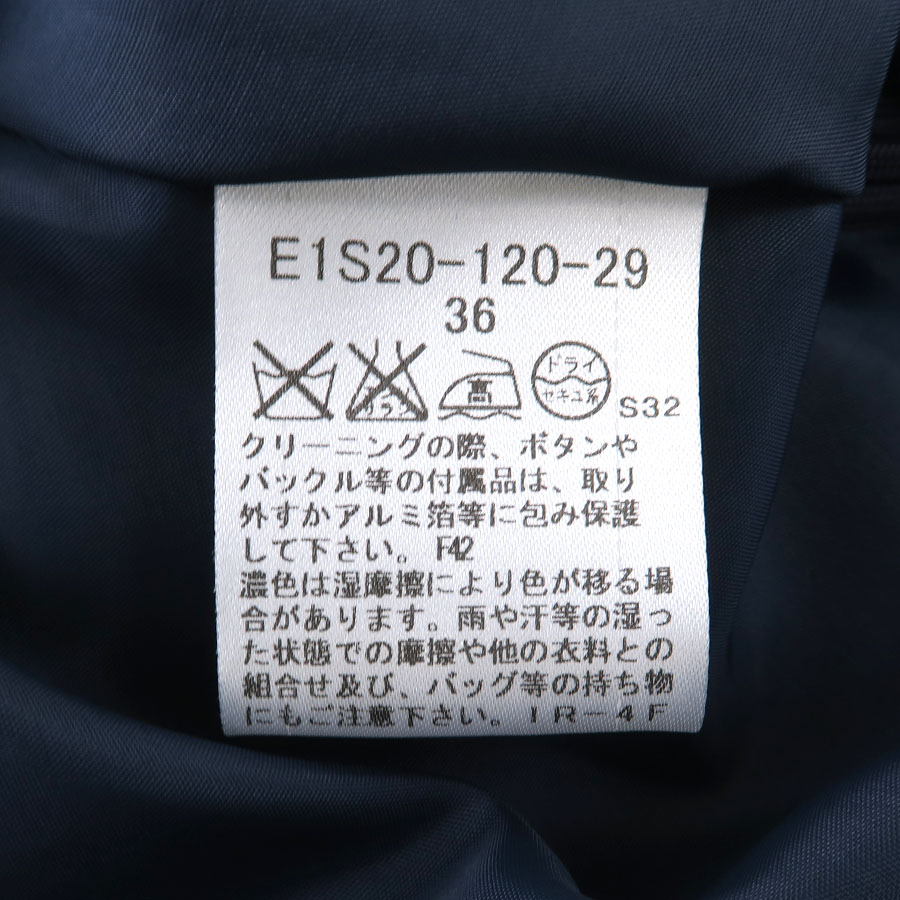 E1S20-120-29
36
サラシ
高
ドライ
セキユ系
S32
クリーニングの際、ボタンや
バックル等の付属品は、取り
外すかアルミ箔等に包み保護
して下さい。 F42
濃色は湿摩擦により色が移る場
合があります。雨や汗等の湿っ
た状態での摩擦や他の衣料との
組合せ及び、バッグ等の持ち物
にもご注意下さい。IR-4F